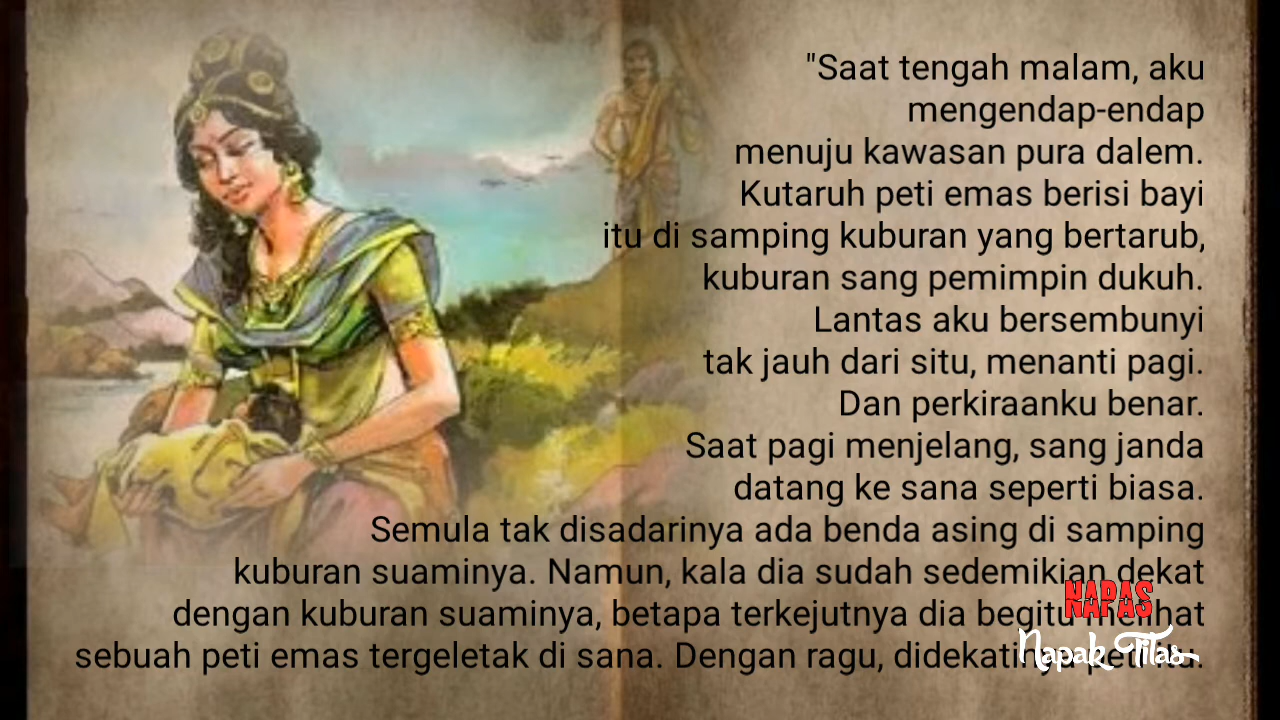 "Saat tengah malam, aku
mengendap-endap
menuju kawasan pura dalem.
Kutaruh peti emas berisi bayi
itu di samping kuburan yang bertarub,
kuburan sang pemimpin dukuh.
Lantas aku bersembunyi
tak jauh dari situ, menanti pagi.
Dan perkiraanku benar.
Saat pagi menjelang, sang janda
datang ke sana seperti biasa.
Semula tak disadarinya ada benda asing di samping
kuburan suaminya. Namun, kala dia sudah sedemikian dekat
dengan kuburan suaminya, betapa terkejutnya dia begitu melihat
sebuah peti emas tergeletak di sana. Dengan ragu, didekatinya peti itu.
NAPAS
Napak Tilas